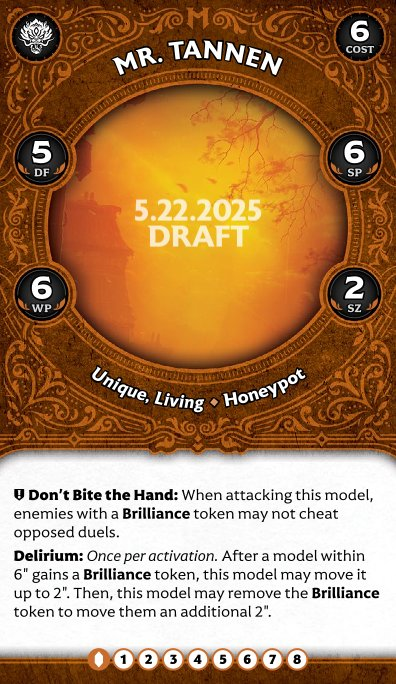 M
MR. TANNEN
6
COST
5
DF
6
SP
5.22.2025
DRAFT
6
WP
2
SZ
Unique, Living ◆ Honeypot
Don't Bite the Hand: When attacking this model,
enemies with a Brilliance token may not cheat
opposed duels.
Delirium: Once per activation. After a model within
6" gains a Brilliance token, this model may move it
up to 2". Then, this model may remove the Brilliance
token to move them an additional 2".
1 2 3 4 5 6 7 8